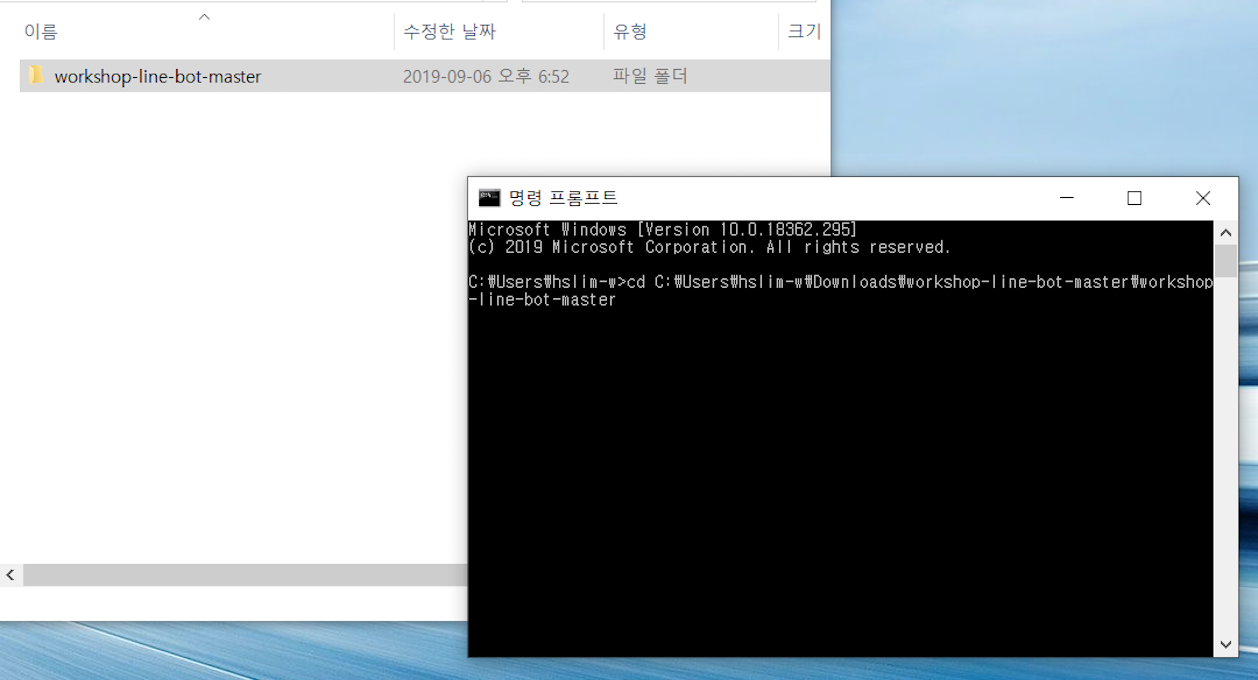 이름 수정한 날짜 유형 크기
workshop-line-bot-master 2019-09-06 오후 6:52 파일 폴더
명령 프롬프트
Microsoft Windows [Version 10.0.18362.295]
(c) 2019 Microsoft Corporation. All rights reserved.
C:₩Users₩hslim-w>cd C:₩Users₩hslim-w₩Downloads₩workshop-line-bot-master₩workshop
-line-bot-master